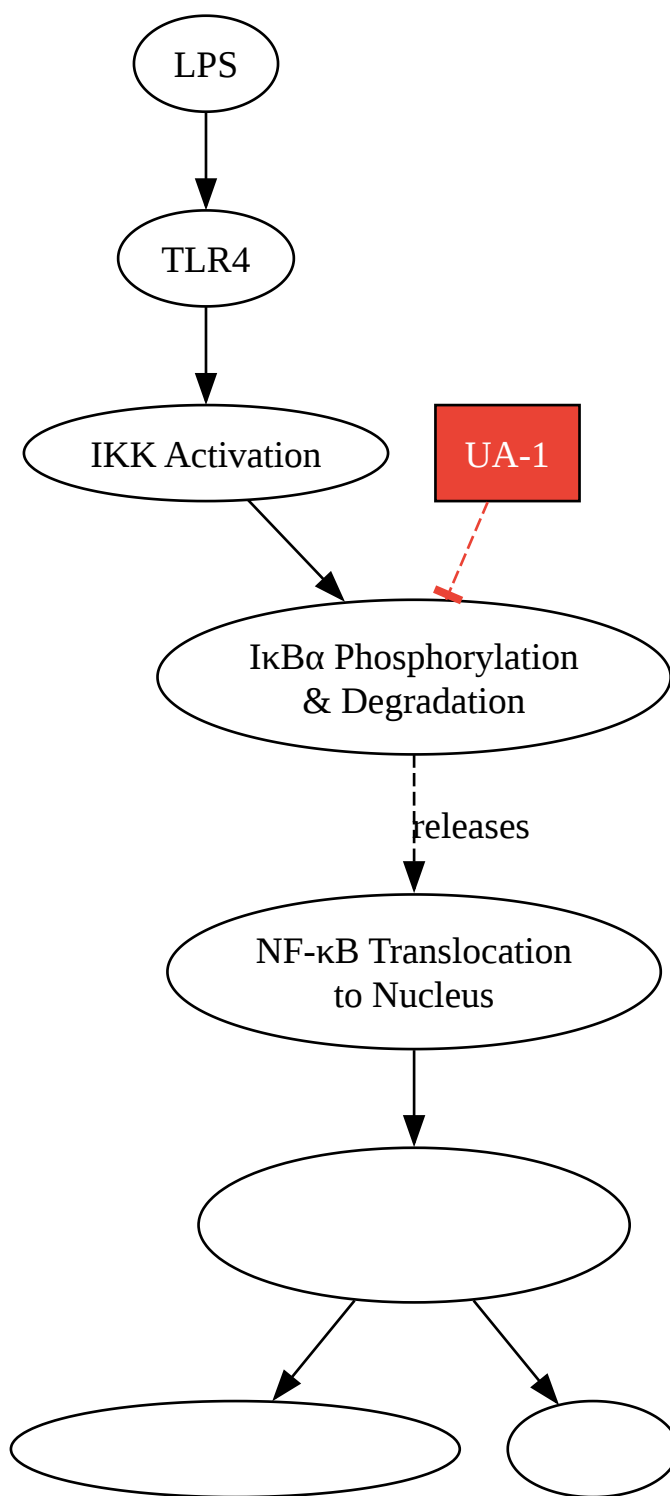 LPS
TLR4
IKK Activation
UA-1
IκBα Phosphorylation
& Degradation
releases
NF-κB Translocation
to Nucleus